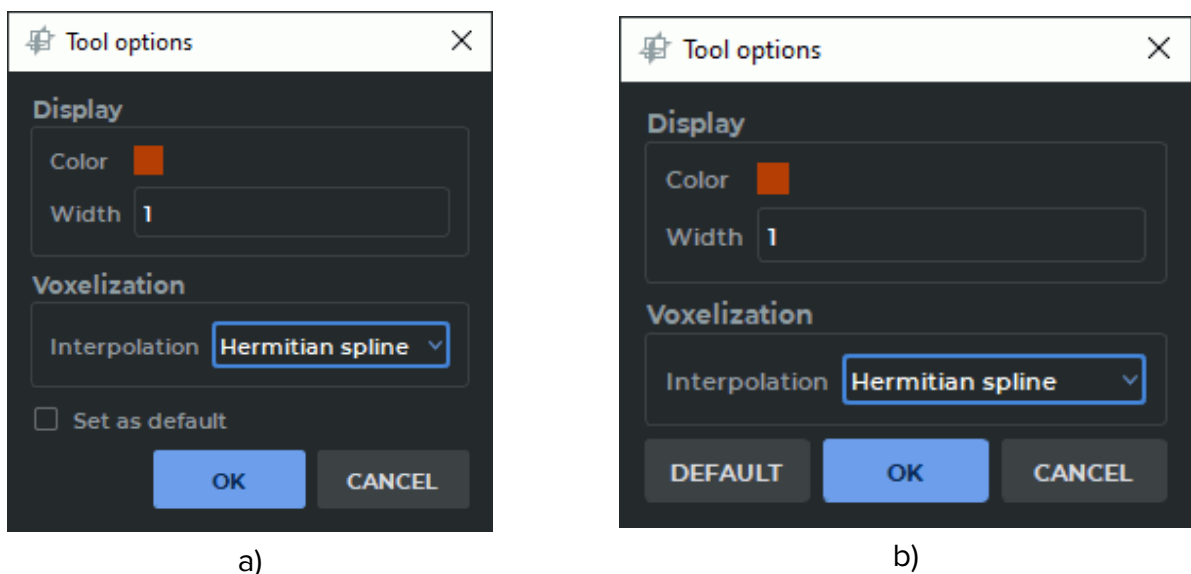 Tool options
Display
Color
Width 1
Voxelization
Interpolation Hermitian spline
Set as default
OK CANCEL
a)
Tool options
Display
Color
Width 1
Voxelization
Interpolation Hermitian spline
DEFAULT OK CANCEL
b)